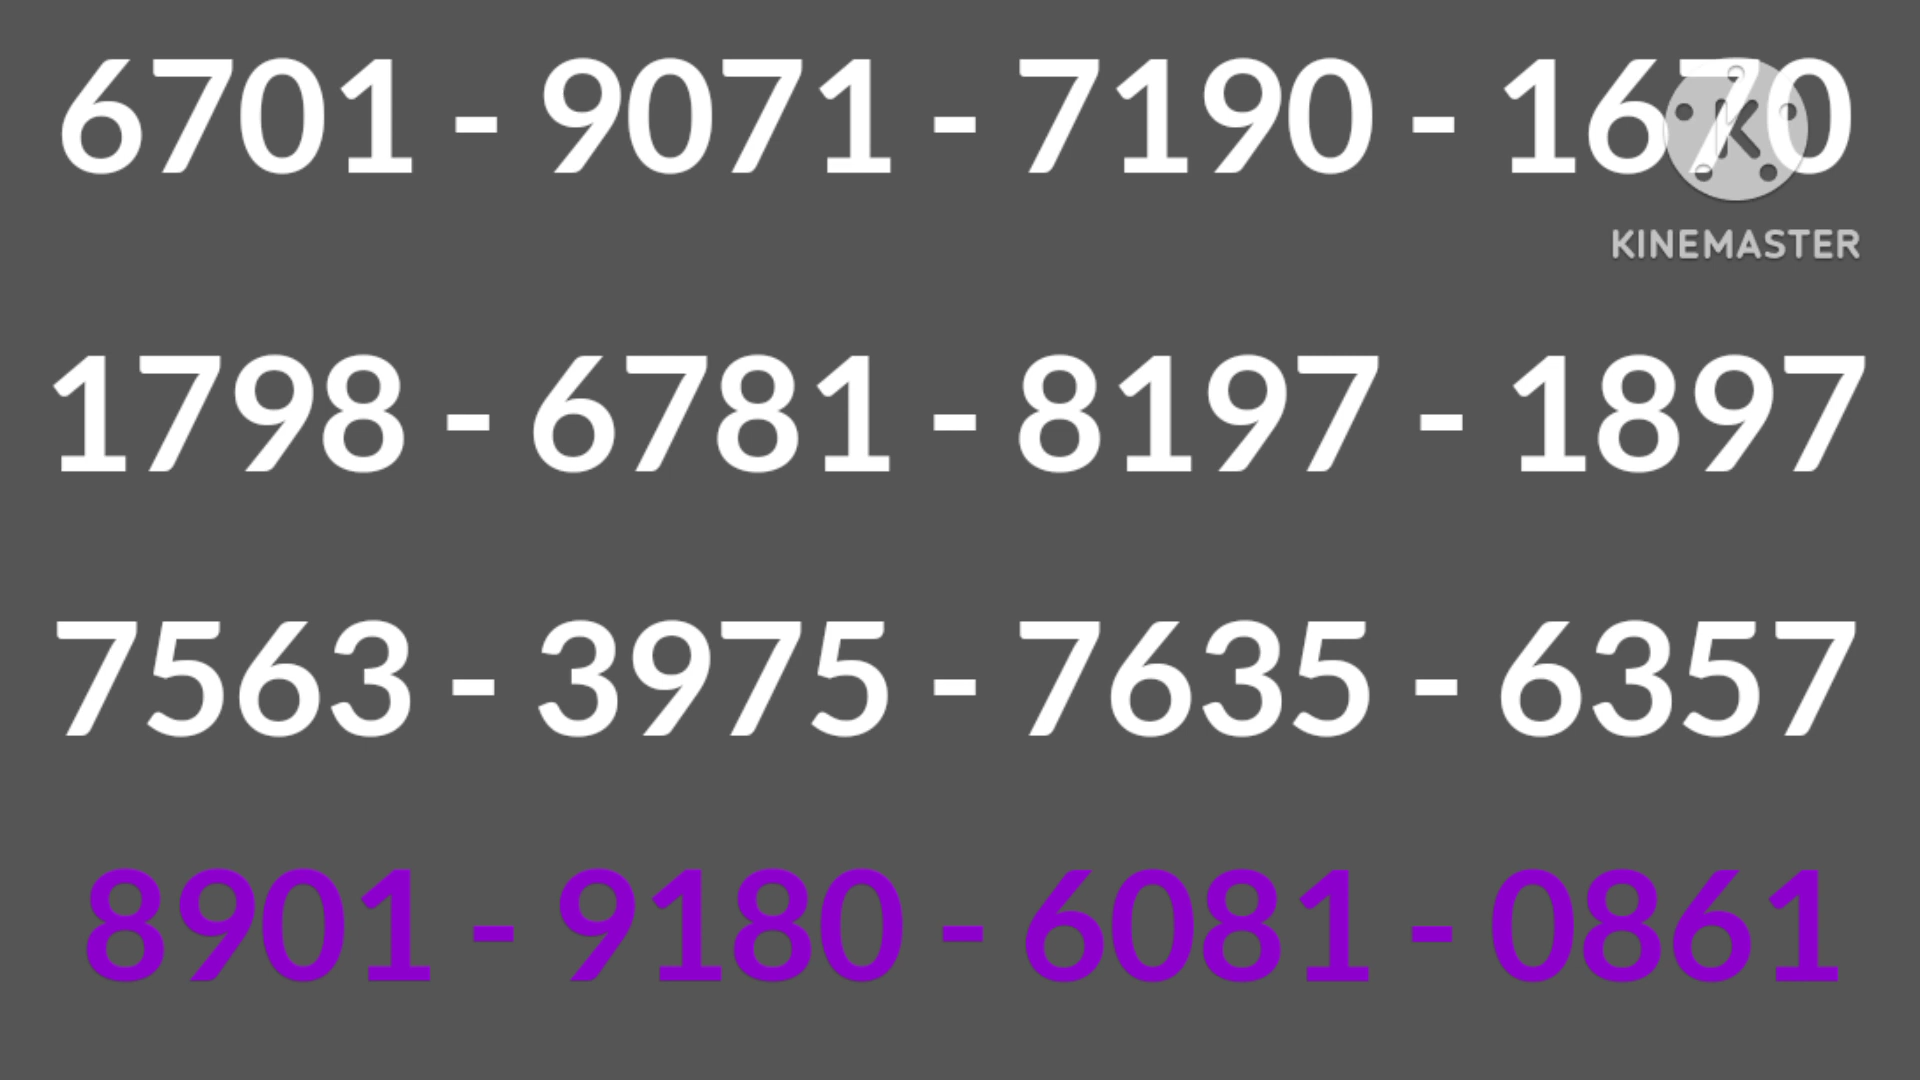 6701 - 9071 - 7190 - 1670
KINEMASTER
1798 - 6781 - 8197 - 1897
7563 - 3975 - 7635 - 6357
8901 - 9180 - 6081 - 0861